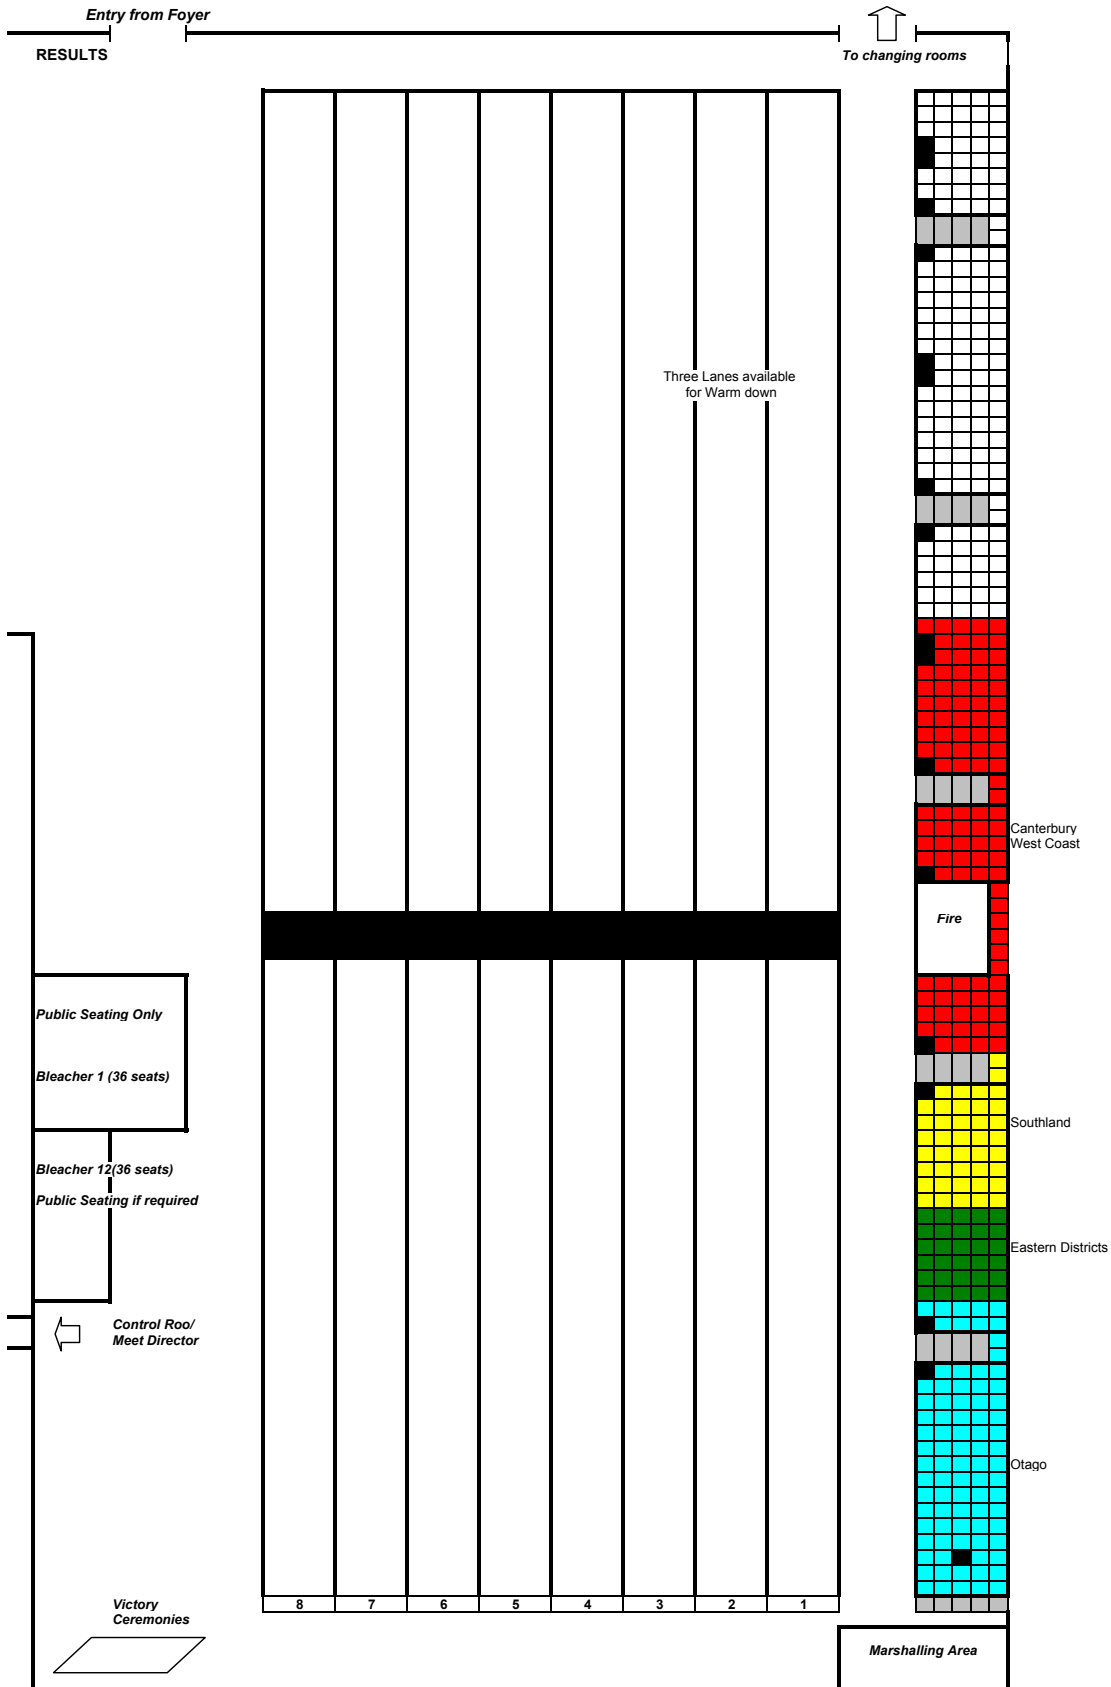 Entry from Foyer
RESULTS
To changing rooms
Three Lanes available
for Warm down
Canterbury
West Coast
Fire
Public Seating Only
Bleacher 1 (36 seats)
Southland
Bleacher 12(36 seats)
Public Seating if required
Eastern Districts
Control Roo/
Meet Director
Otago
Victory
Ceremonies
8 7 6 5 4 3 2 1
Marshalling Area